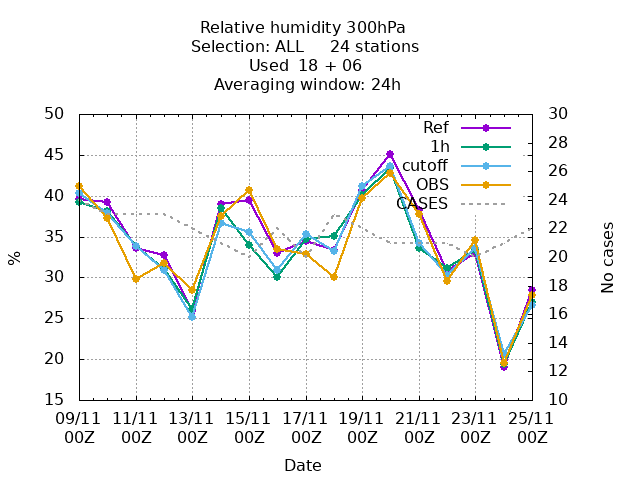 Relative humidity 300hPa
Selection: ALL     24 stations
Used  18 + 06
Averaging window: 24h
50
45
40
35
30
25
20
15
%
30
28
26
24
22
20
18
16
14
12
10
No cases
Ref
1h
cutoff
OBS
CASES
09/11 11/11 13/11 15/11 17/11 19/11 21/11 23/11 25/11
00Z 00Z 00Z 00Z 00Z 00Z 00Z 00Z 00Z
Date